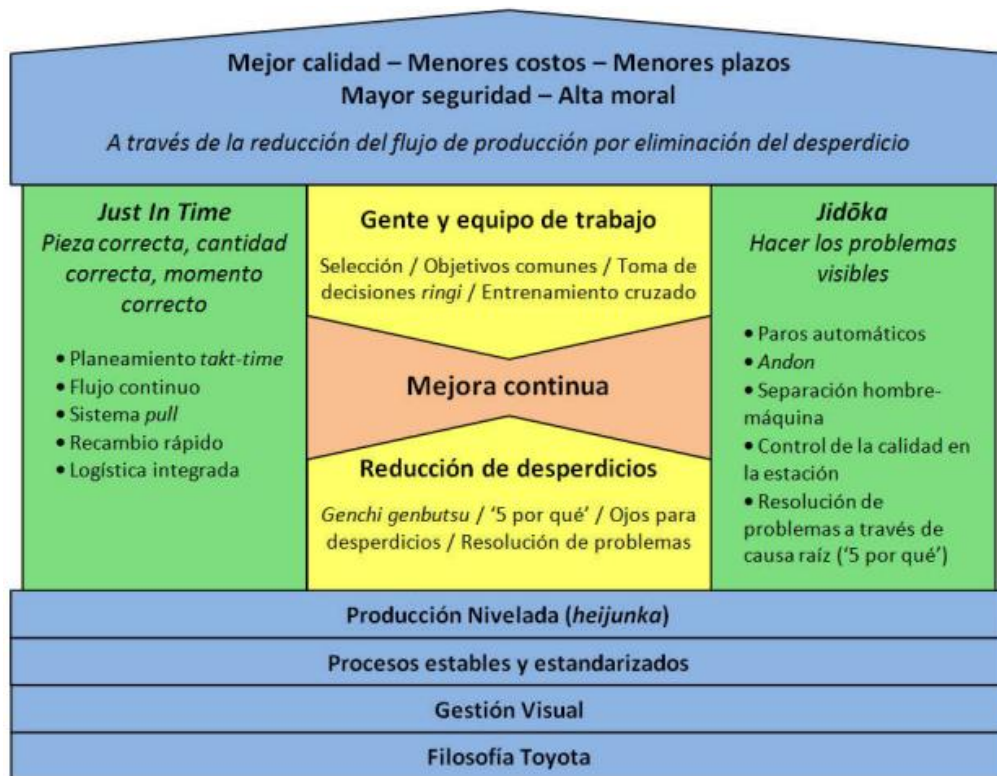 Mejor calidad – Menores costos – Menores plazos
Mayor seguridad – Alta moral
A través de la reducción del flujo de producción por eliminación del desperdicio
Just In Time
Pieza correcta, cantidad
correcta, momento
correcto
• Planeamiento takt-time
• Flujo continuo
• Sistema pull
• Recambio rápido
• Logística integrada
Gente y equipo de trabajo
Selección / Objetivos comunes / Toma de
decisiones ringi / Entrenamiento cruzado
Mejora continua
Reducción de desperdicios
Genchi genbutsu / ‘5 por qué’ / Ojos para
desperdicios / Resolución de problemas
Jidōka
Hacer los problemas
visibles
• Paros automáticos
• Andon
• Separación hombre-
máquina
• Control de la calidad en
la estación
• Resolución de
problemas a través de
causa raíz (‘5 por qué’)
Producción Nivelada (heijunka)
Procesos estables y estandarizados
Gestión Visual
Filosofía Toyota